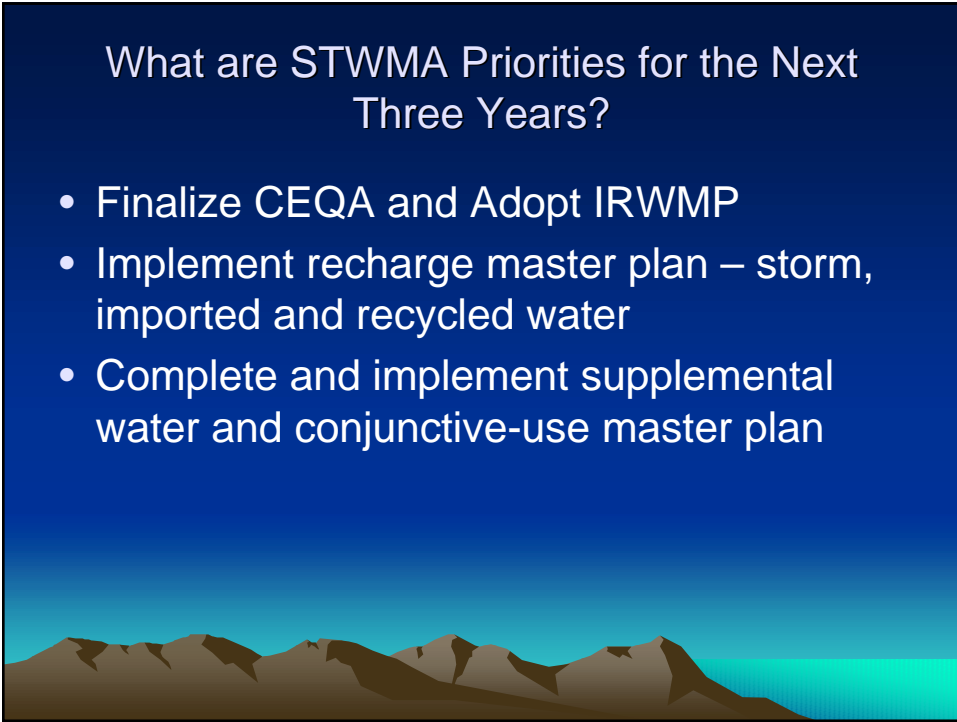 What are STWMA Priorities for the Next
Three Years?
• Finalize CEQA and Adopt IRWMP
• Implement recharge master plan – storm,
imported and recycled water
• Complete and implement supplemental
water and conjunctive-use master plan